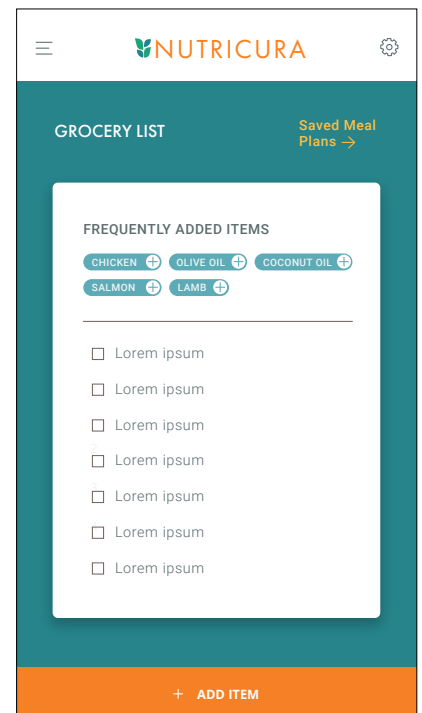 NUTRICURA
GROCERY LIST
Saved Meal
Plans →
FREQUENTLY ADDED ITEMS
CHICKEN
OLIVE OIL
COCONUT OIL
SALMON
LAMB
Lorem ipsum
Lorem ipsum
Lorem ipsum
Lorem ipsum
Lorem ipsum
Lorem ipsum
Lorem ipsum
+ ADD ITEM